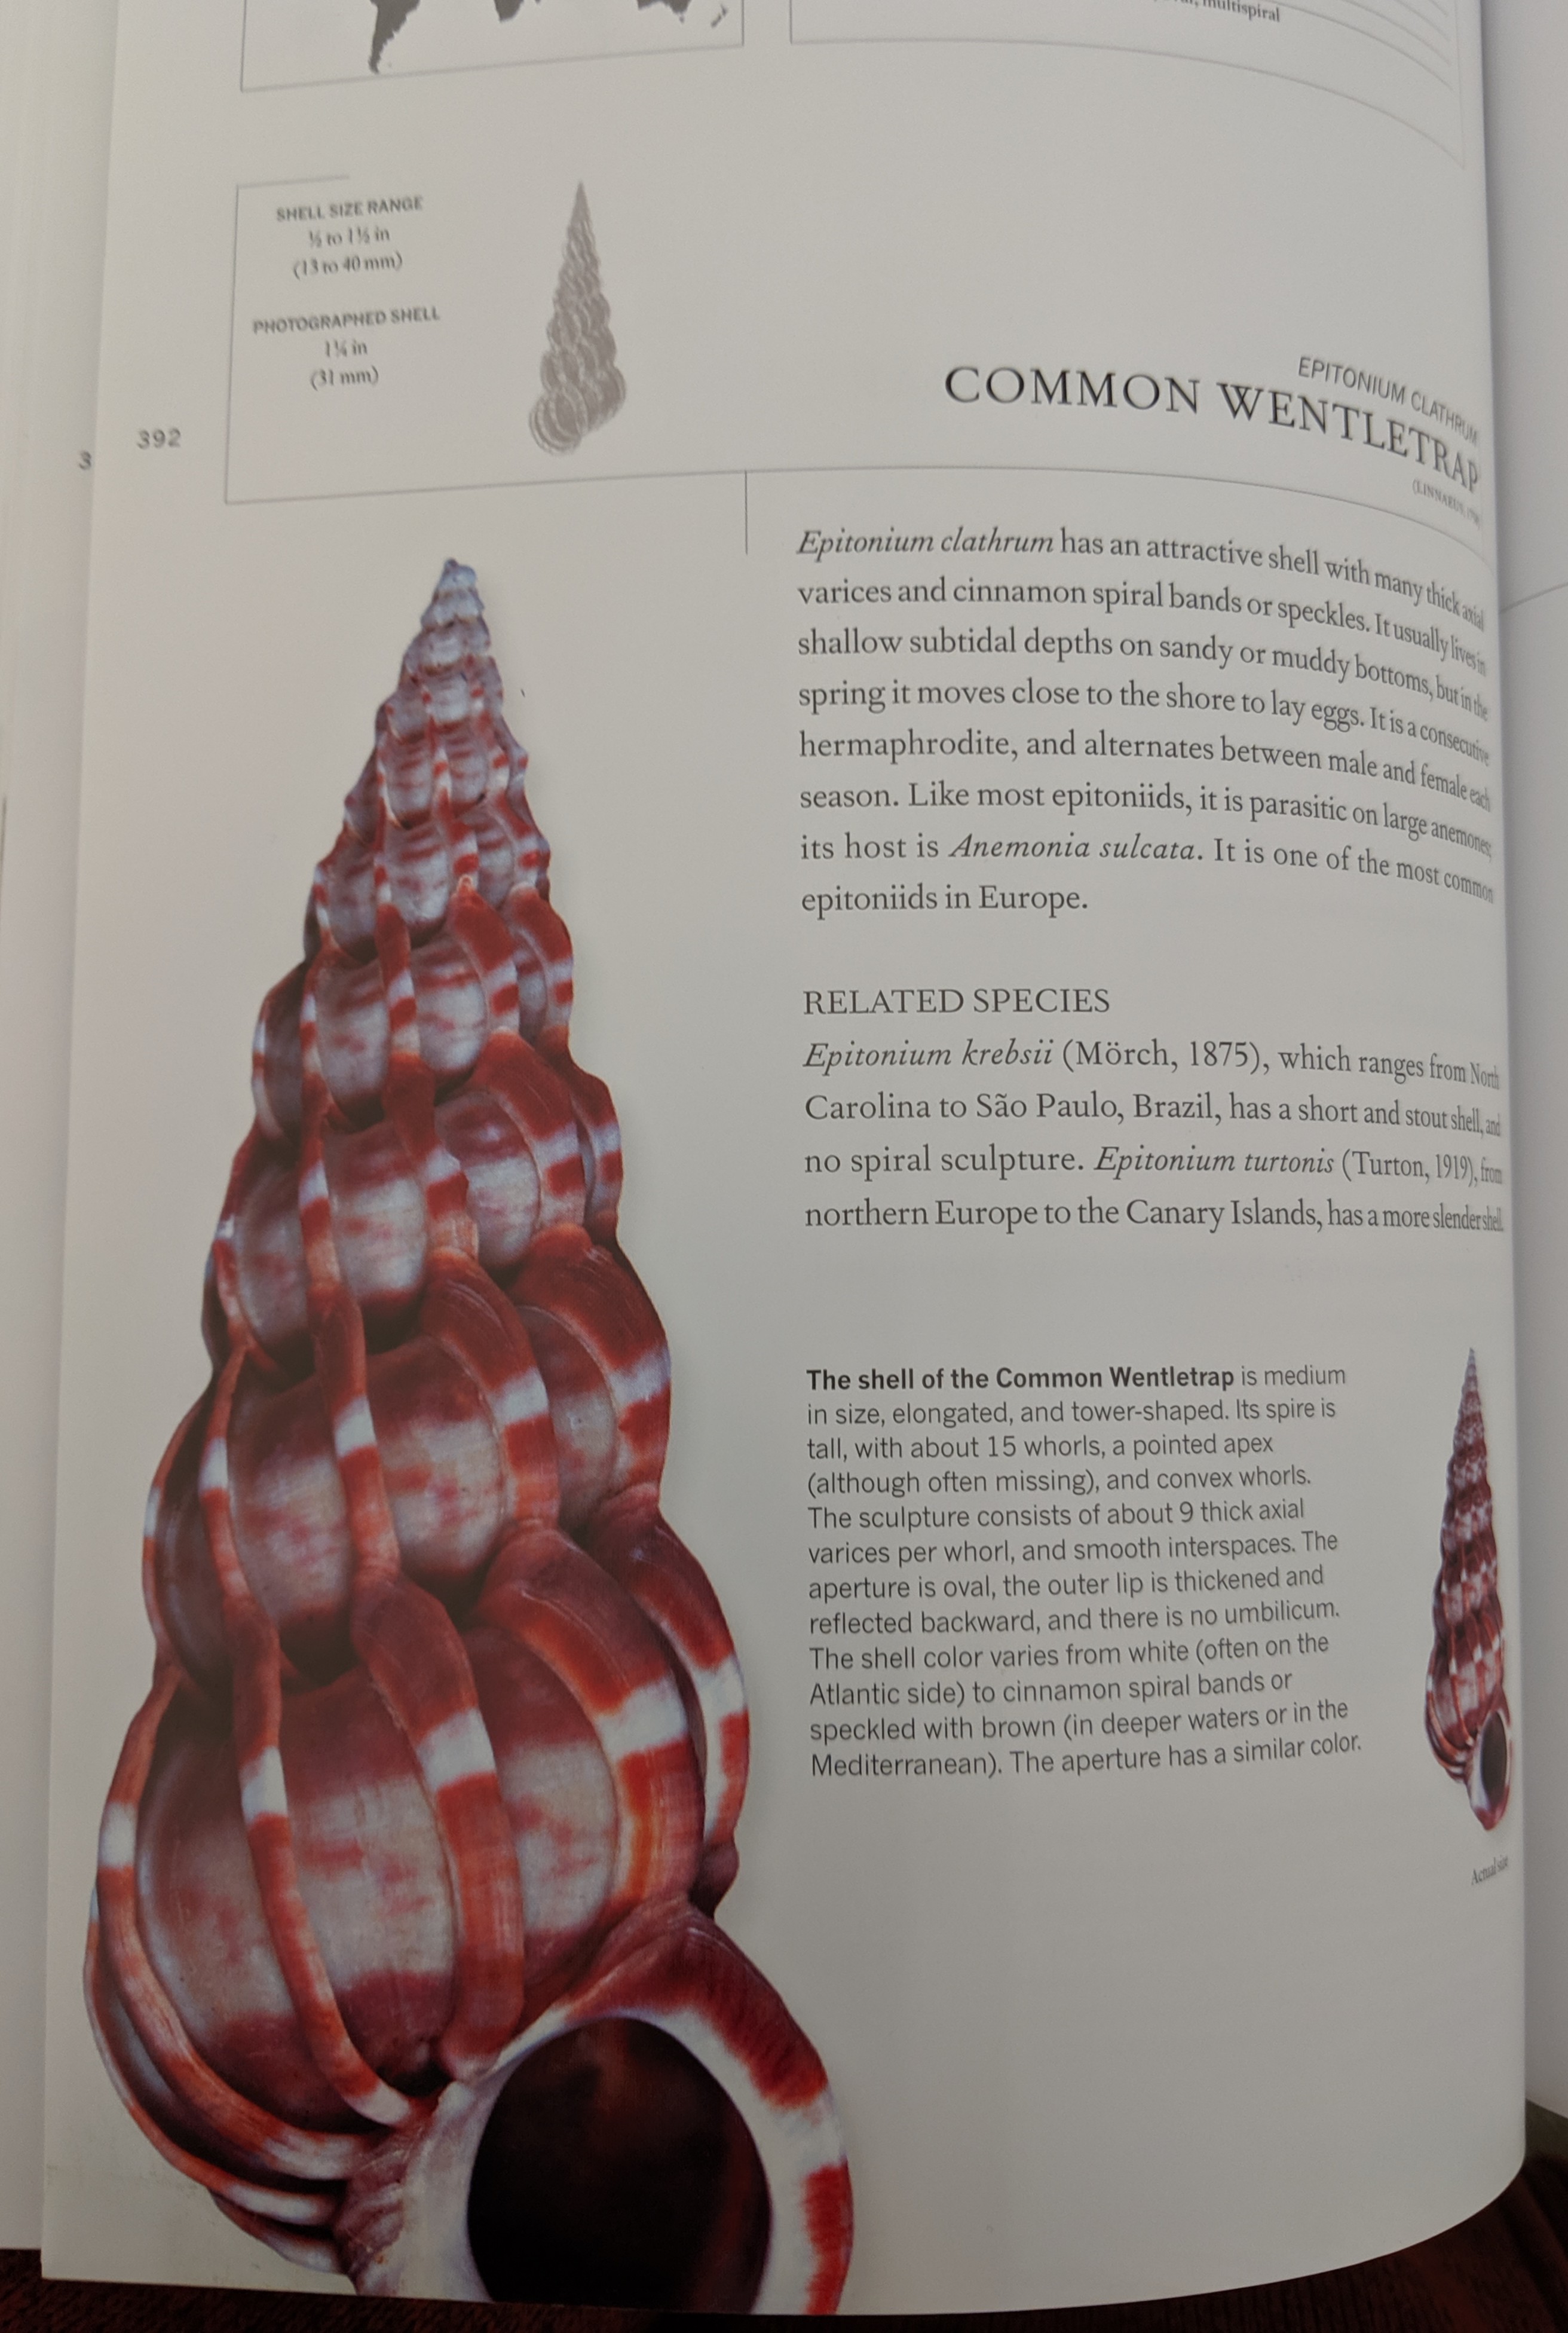 multispiral
SHELL SIZE RANGE
½ to 1½ in
(13 to 40 mm)
PHOTOGRAPHED SHELL
1¼ in
(31 mm)
3
392
EPITONIUM CLATHRUM
COMMON WENTLETRAP
(LINNAEUS,
Epitonium clathrum has an attractive shell with many thick axial
varices and cinnamon spiral bands or speckles. It usually lives in
shallow subtidal depths on sandy or muddy bottoms, but in the
spring it moves close to the shore to lay eggs. It is a consecutive
hermaphrodite, and alternates between male and female each
season. Like most epitoniids, it is parasitic on large anemones;
its host is Anemonia sulcata. It is one of the most common
epitoniids in Europe.
RELATED SPECIES
Epitonium krebsii (Mörch, 1875), which ranges from North
Carolina to São Paulo, Brazil, has a short and stout shell, and
no spiral sculpture. Epitonium turtonis (Turton, 1919), from
northern Europe to the Canary Islands, has a more slender shell.
The shell of the Common Wentletrap is medium
in size, elongated, and tower-shaped. Its spire is
tall, with about 15 whorls, a pointed apex
(although often missing), and convex whorls.
The sculpture consists of about 9 thick axial
varices per whorl, and smooth interspaces. The
aperture is oval, the outer lip is thickened and
reflected backward, and there is no umbilicum.
The shell color varies from white (often on the
Atlantic side) to cinnamon spiral bands or
speckled with brown (in deeper waters or in the
Mediterranean). The aperture has a similar color.
Actual size